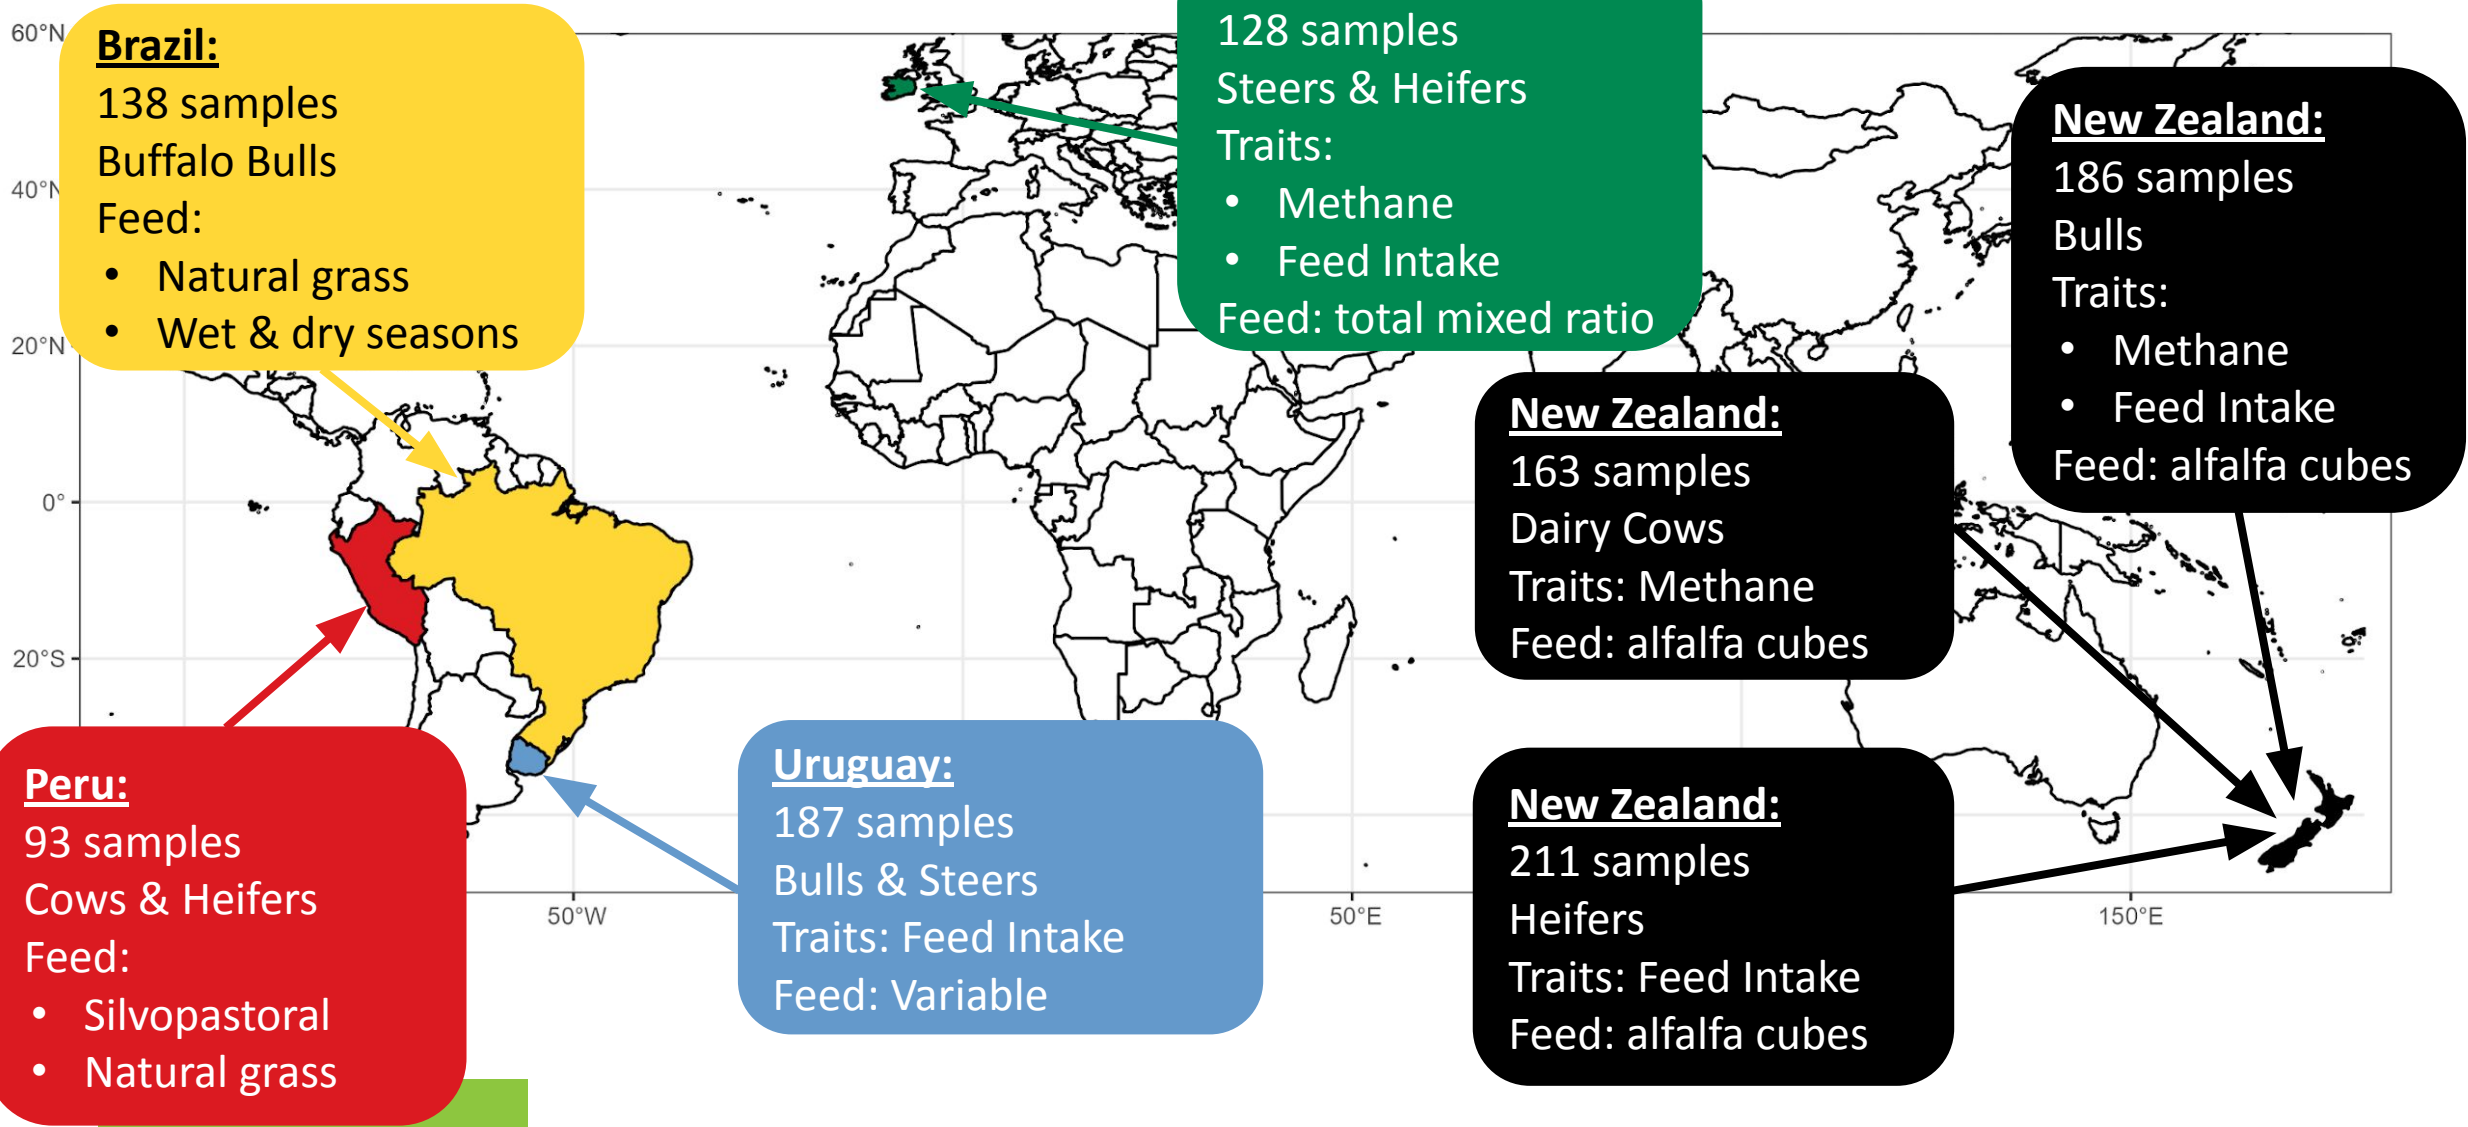 60°N
40°N
20°N
0°
20°S
50°W
50°E
150°E
Brazil:
138 samples
Buffalo Bulls
Feed:
• Natural grass
• Wet & dry seasons
128 samples
Steers & Heifers
Traits:
• Methane
• Feed Intake
Feed: total mixed ratio
New Zealand:
186 samples
Bulls
Traits:
• Methane
• Feed Intake
Feed: alfalfa cubes
New Zealand:
163 samples
Dairy Cows
Traits: Methane
Feed: alfalfa cubes
Peru:
93 samples
Cows & Heifers
Feed:
• Silvopastoral
• Natural grass
Uruguay:
187 samples
Bulls & Steers
Traits: Feed Intake
Feed: Variable
New Zealand:
211 samples
Heifers
Traits: Feed Intake
Feed: alfalfa cubes